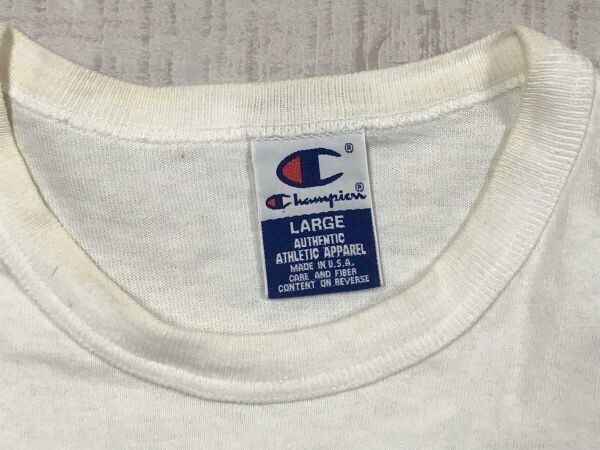 ®
Champion®
LARGE
AUTHENTIC
ATHLETIC APPAREL
MADE IN U.S.A.
CARE AND FIBER
CONTENT ON REVERSE